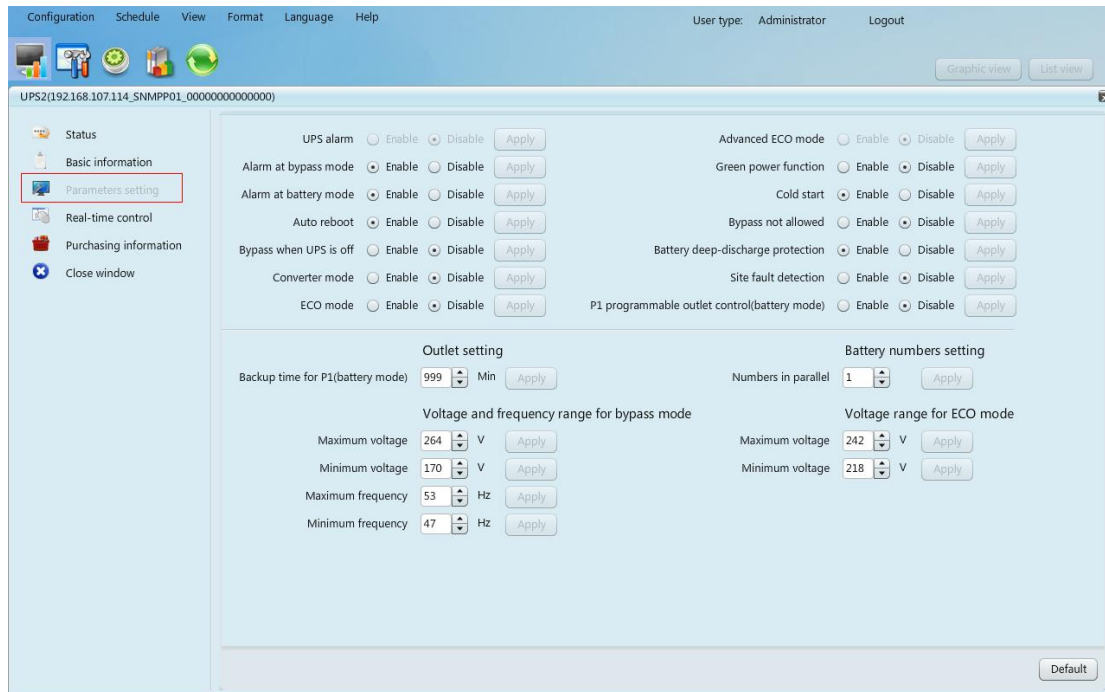 Configuration Schedule View Format Language Help User type: Administrator Logout
Graphic view List view
UPS2(192.168.107.114_SNMPP01_00000000000000)
Status
Basic information
Parameters setting
Real-time control
Purchasing information
Close window
UPS alarm Enable Disable Apply Advanced ECO mode Enable Disable Apply
Alarm at bypass mode Enable Disable Apply Green power function Enable Disable Apply
Alarm at battery mode Enable Disable Apply Cold start Enable Disable Apply
Auto reboot Enable Disable Apply Bypass not allowed Enable Disable Apply
Bypass when UPS is off Enable Disable Apply Battery deep-discharge protection Enable Disable Apply
Converter mode Enable Disable Apply Site fault detection Enable Disable Apply
ECO mode Enable Disable Apply P1 programmable outlet control(battery mode) Enable Disable Apply
Outlet setting Battery numbers setting
Backup time for P1(battery mode) 999 Min Apply Numbers in parallel 1 Apply
Voltage and frequency range for bypass mode Voltage range for ECO mode
Maximum voltage 264 V Apply Maximum voltage 242 V Apply
Minimum voltage 170 V Apply Minimum voltage 218 V Apply
Maximum frequency 53 Hz Apply
Minimum frequency 47 Hz Apply
Default